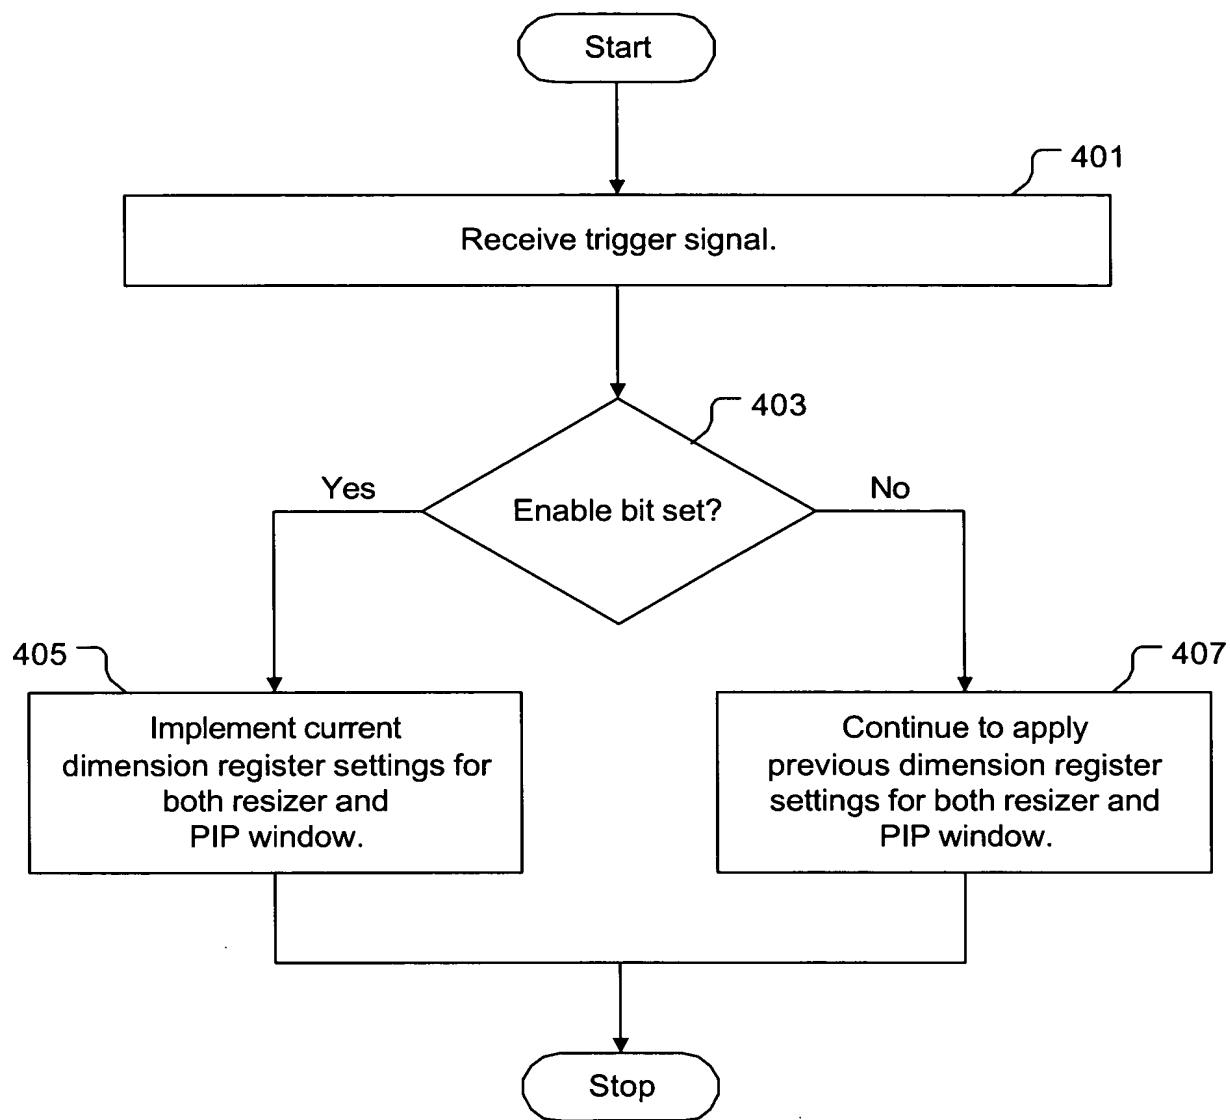 Start
401
Receive trigger signal.
403
Yes
No
Enable bit set?
405
407
Implement current
dimension register settings for
both resizer and
PIP window.
Continue to apply
previous dimension register
settings for both resizer and
PIP window.
Stop